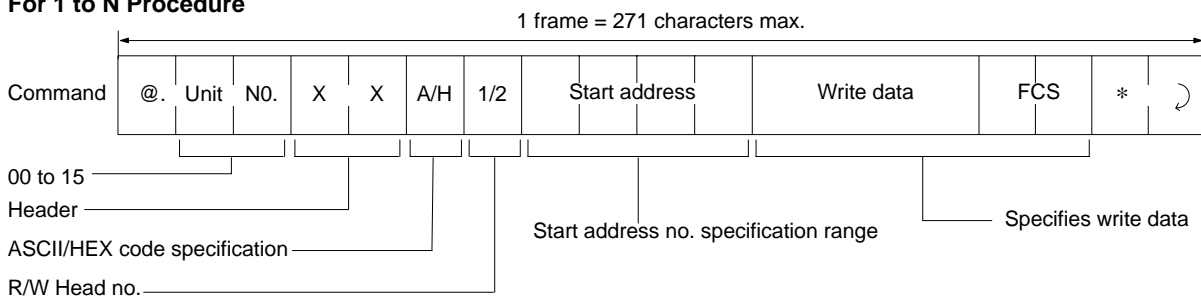 For 1 to N Procedure
1 frame = 271 characters max.
Command @. Unit N0. X X A/H 1/2 Start address Write data FCS *
00 to 15
Header
Start address no. specification range
Specifies write data
ASCII/HEX code specification
R/W Head no.